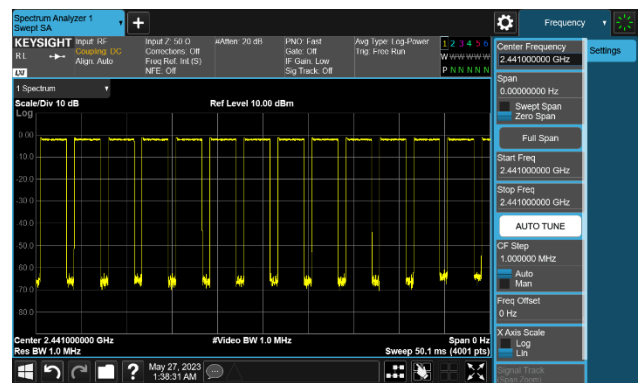 Spectrum Analyzer 1
Swept SA
Frequency
KEYSIGHT
Input: RF
Coupling: DC
Align: Auto
Input Z: 50 Ω
Corrections: Off
Freq Ref: Int (S)
NFE: Off
#Atten: 20 dB
PNO: Fast
Gate: Off
IF Gain: Low
Sig Track: Off
Avg Type: Log-Power
Trig: Free Run
1 2 3 4 5 6
W W W W W W
P N N N N N
R L
LXI
1 Spectrum
Scale/Div 10 dB
Ref Level 10.00 dBm
Log
0.00
-10.0
-20.0
-30.0
-40.0
-50.0
-60.0
-70.0
-80.0
Center 2.441000000 GHz
#Video BW 1.0 MHz
Span 0 Hz
Res BW 1.0 MHz
Sweep 50.1 ms (4001 pts)
Center Frequency
2.441000000 GHz
Settings
Span
0.00000000 Hz
Swept Span
Zero Span
Full Span
Start Freq
2.441000000 GHz
Stop Freq
2.441000000 GHz
AUTO TUNE
CF Step
1.000000 MHz
Auto
Man
Freq Offset
0 Hz
X Axis Scale
Log
Lin
Signal Track
(Span Zoom)
?
May 27, 2023
1:38:31 AM